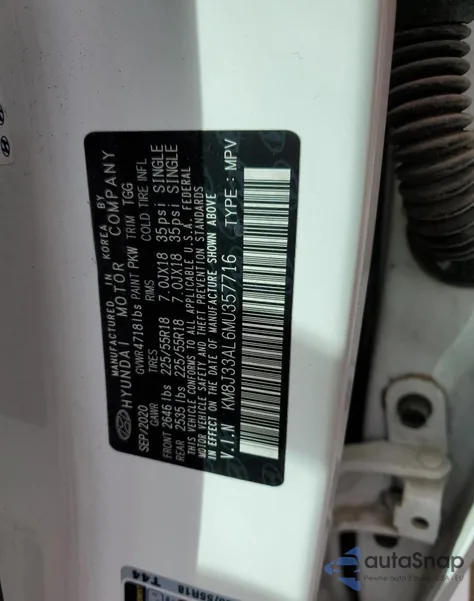 MANUFACTURED IN KOREA BY
HYUNDAI MOTOR COMPANY
SEP/2020 GVWR 4718lbs PAINT PKW TRIM TGG
GAWR TIRES RIMS COLD TIRE INFL
FRONT 2646lbs 225/55R18 7.0JX18 35psi SINGLE
REAR 2535lbs 225/55R18 7.0JX18 35psi SINGLE
THIS VEHICLE CONFORMS TO ALL APPLICABLE U.S.A. FEDERAL
MOTOR VEHICLE SAFETY AND THEFT PREVENTION STANDARDS
IN EFFECT ON THE DATE OF MANUFACTURE SHOWN ABOVE
V.I.N KM8J33AL6MU357716 TYPE : MPV
/55R18
T44
autoSnap